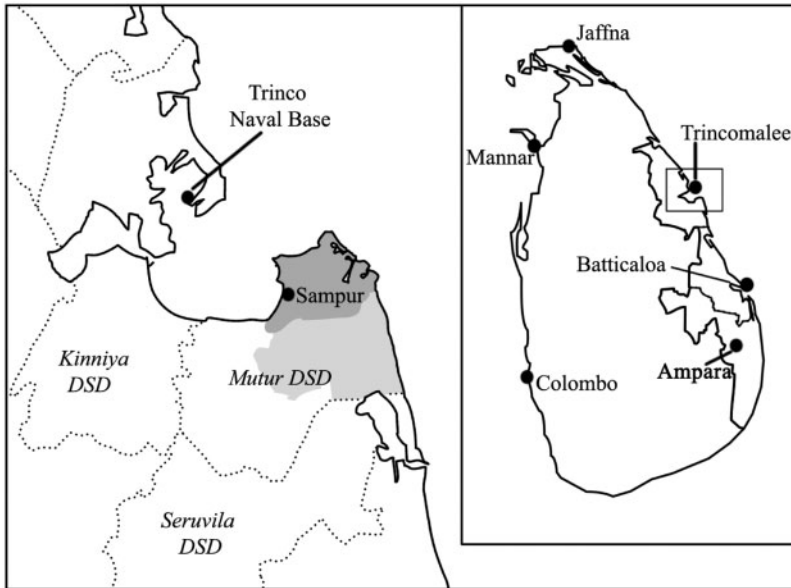 Trinco
Naval Base
Sampur
Kinniya
DSD
Mutur DSD
Seruvila
DSD
Jaffna
Mannar
Trincomalee
Batticaloa
Ampara
Colombo